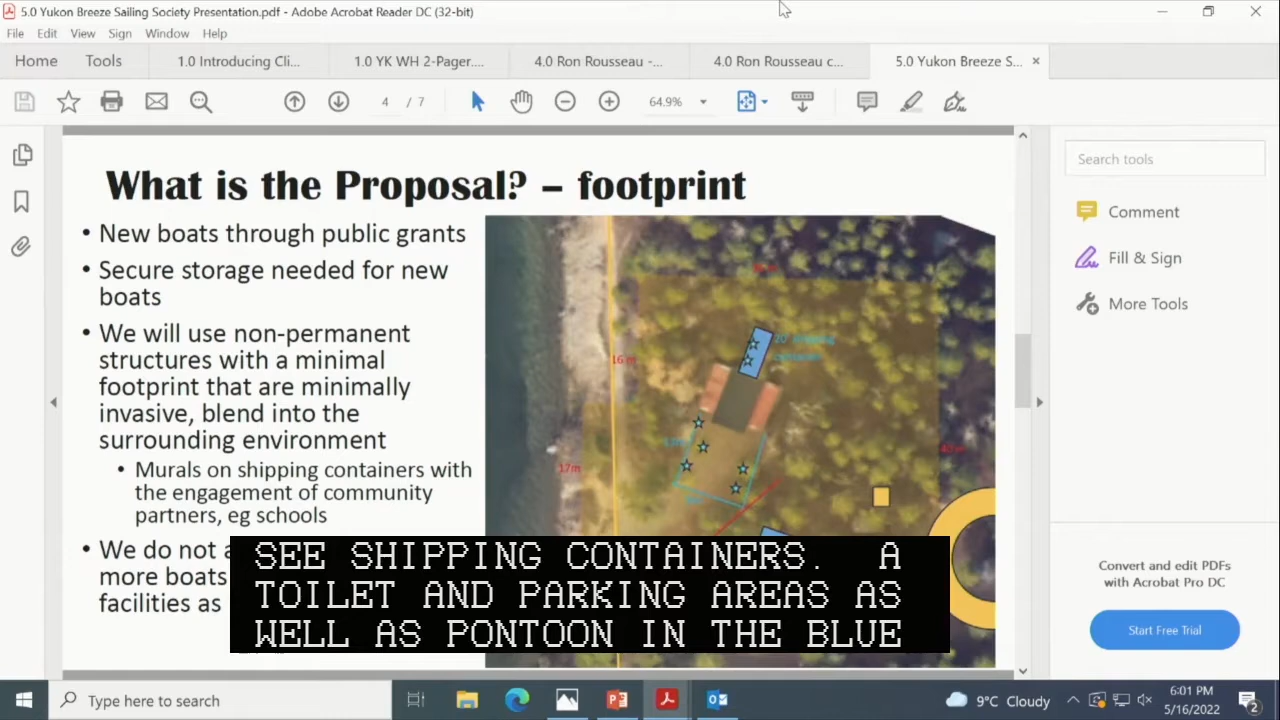 5.0 Yukon Breeze Sailing Society Presentation.pdf - Adobe Acrobat Reader DC (32-bit)
File Edit View Sign Window Help
Home Tools 1.0 Introducing Cli... 1.0 YK WH 2-Pager.... 4.0 Ron Rousseau -... 4.0 Ron Rousseau c... 5.0 Yukon Breeze S... ×
4 / 7 64.9%
What is the Proposal? – footprint
• New boats through public grants
• Secure storage needed for new
boats
• We will use non-permanent
structures with a minimal
footprint that are minimally
invasive, blend into the
surrounding environment
• Murals on shipping containers with
the engagement of community
partners, eg schools
• We do not a
more boats
facilities as
20' shipping
container
16 m
17m
40 m
SEE SHIPPING CONTAINERS. A
TOILET AND PARKING AREAS AS
WELL AS PONTOON IN THE BLUE
Search tools
Comment
Fill & Sign
More Tools
Convert and edit PDFs
with Acrobat Pro DC
Start Free Trial
Type here to search
9°C Cloudy
6:01 PM
5/16/2022
2